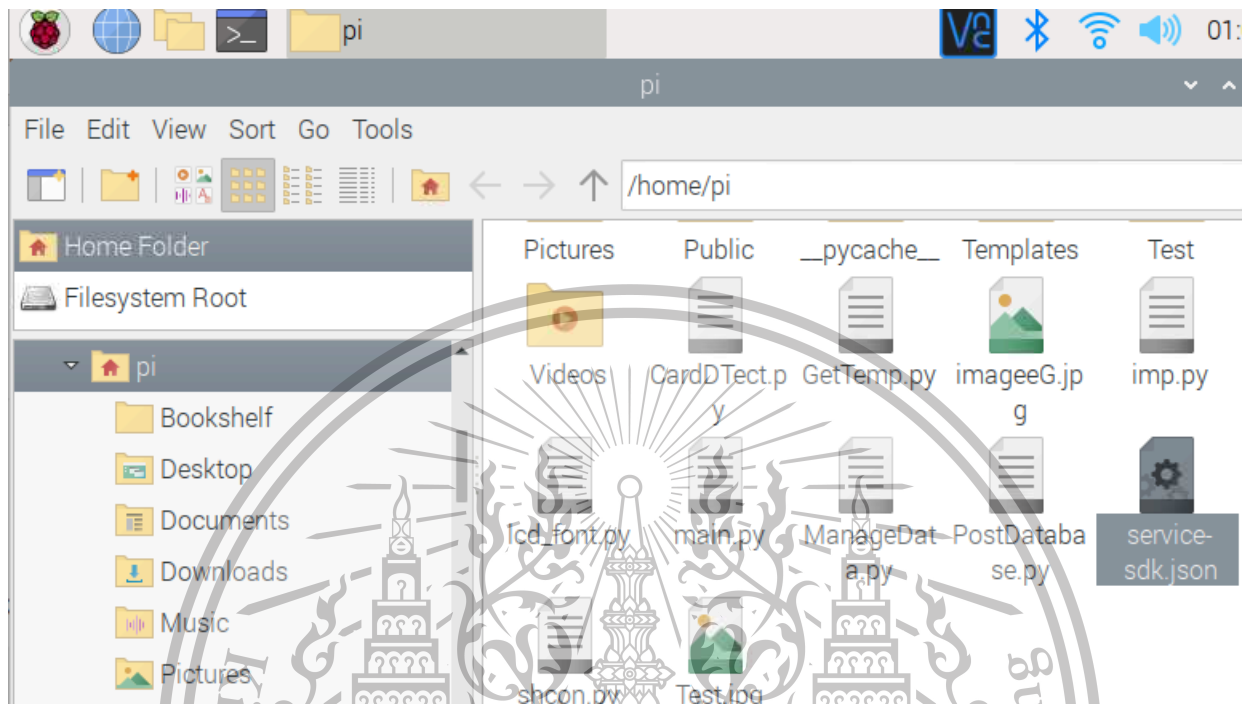 pi
01:
pi
File Edit View Sort Go Tools
/home/pi
Home Folder
Filesystem Root
pi
Bookshelf
Desktop
Documents
Downloads
Music
Pictures
Pictures Public __pycache__ Templates Test
Videos CardDTect.p GetTemp.py imageeG.jp imp.py
y g
lcd_font.py main.py ManageDat PostDataba service-
a.py se.py sdk.json
shcon.py Test.jpg